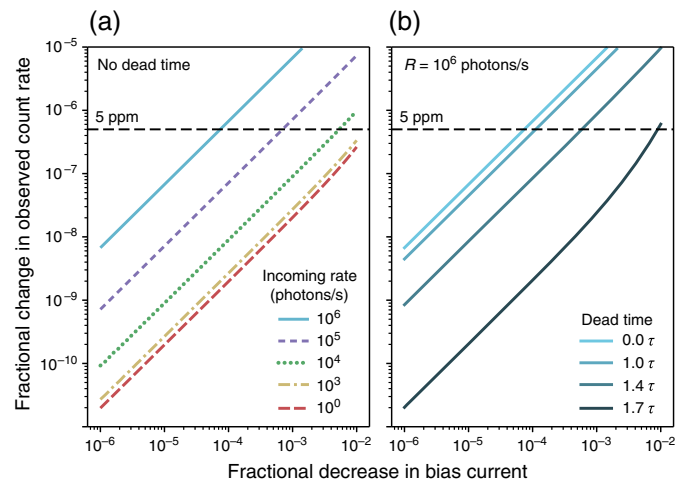 (a)
(b)
Fractional change in observed count rate
10⁻⁵
10⁻⁶
10⁻⁷
10⁻⁸
10⁻⁹
10⁻¹⁰
No dead time
5 ppm
Incoming rate
(photons/s)
10⁶
10⁵
10⁴
10³
10⁰
10⁻⁶ 10⁻⁵ 10⁻⁴ 10⁻³ 10⁻²
R = 10⁶ photons/s
5 ppm
Dead time
0.0 τ
1.0 τ
1.4 τ
1.7 τ
10⁻⁶ 10⁻⁵ 10⁻⁴ 10⁻³ 10⁻²
Fractional decrease in bias current